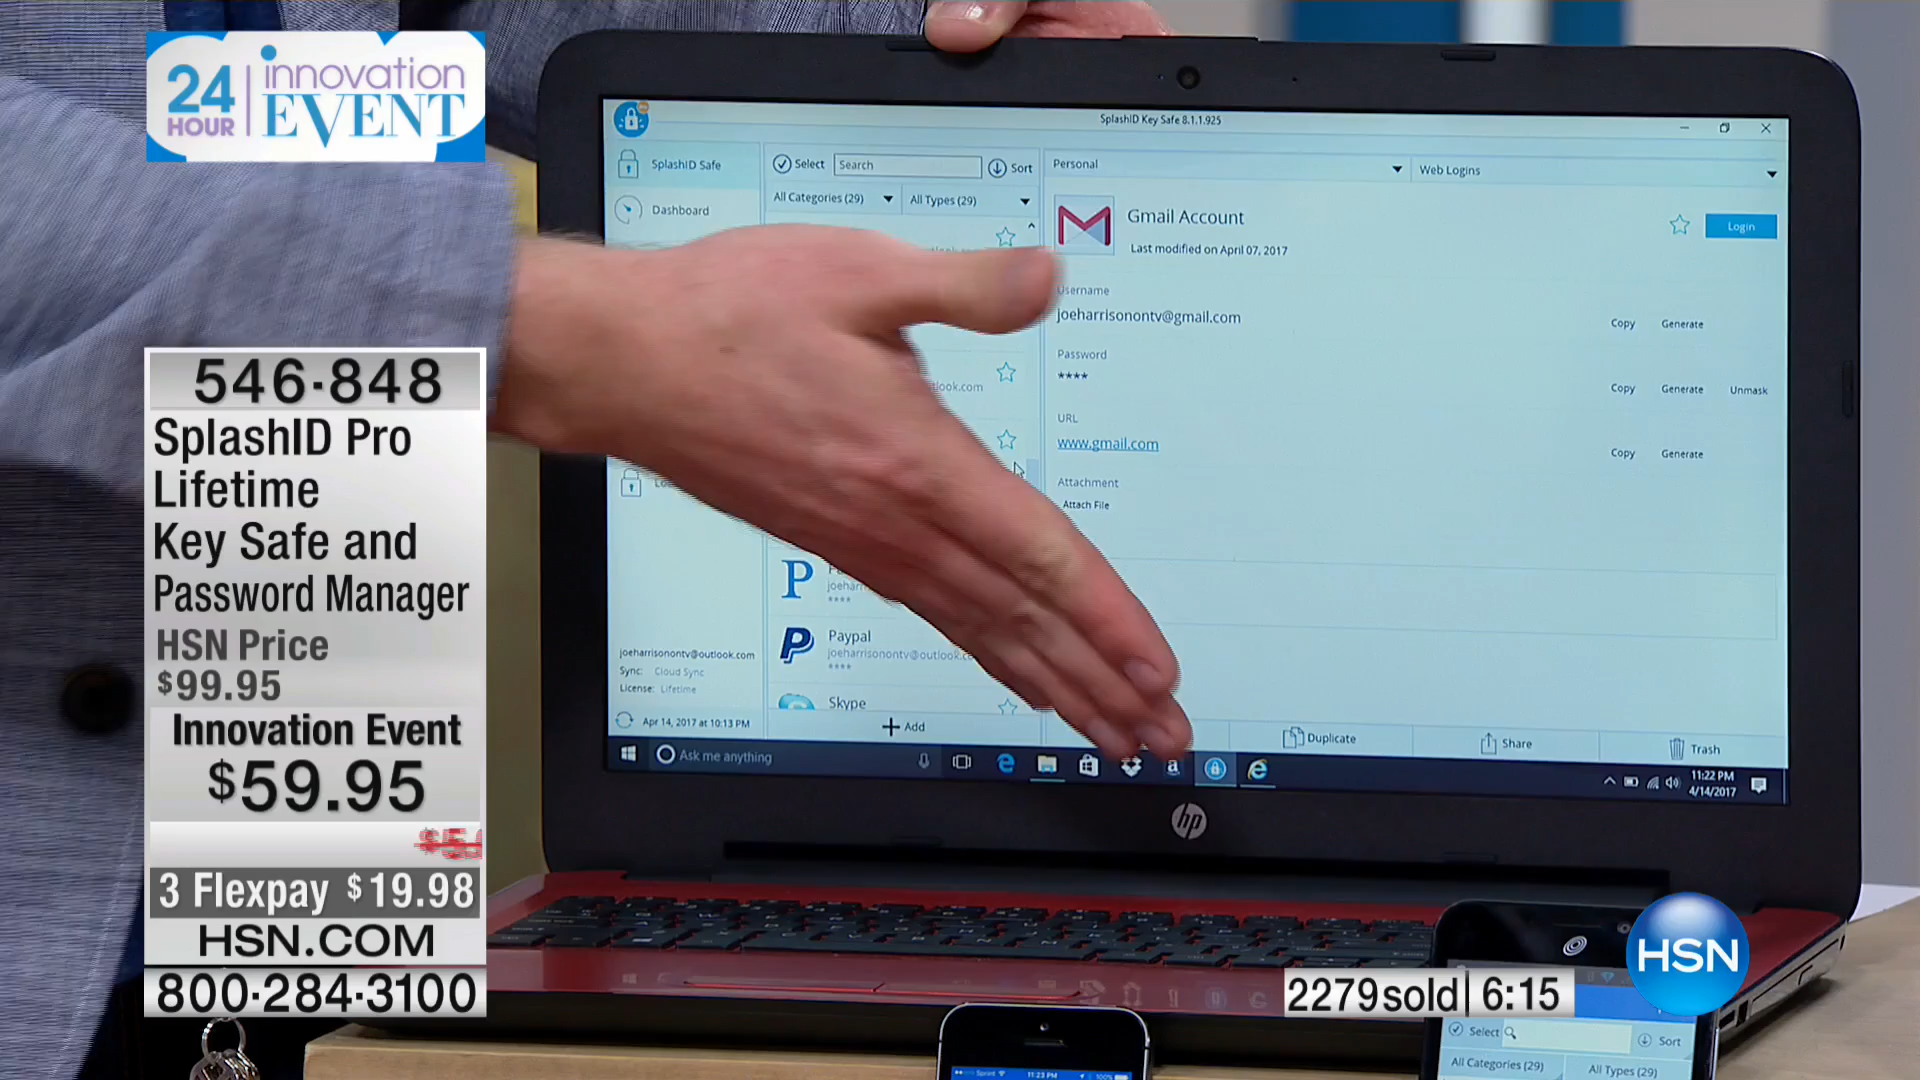 24
HOUR
innovation
EVENT
546-848
SplashID Pro
Lifetime
Key Safe and
Password Manager
HSN Price
$99.95
Innovation Event
$59.95
3 Flexpay $19.98
HSN.COM
800-284-3100
SplashID Key Safe 8.1.1.925
SplashID Safe
Dashboard
Select
Search
Sort
All Categories (29)
All Types (29)
Personal
Web Logins
Gmail Account
Last modified on April 07, 2017
Login
Username
joeharrisonontv@gmail.com
Copy
Generate
Password
****
Copy
Generate
Unmask
URL
www.gmail.com
Copy
Generate
Attachment
Attach File
****
Paypal
****
Skype
Add
joeharrisonontv@outlook.com
Sync: Cloud Sync
License: Lifetime
Apr 14, 2017 at 10:13 PM
Duplicate
Share
Trash
Ask me anything
11:22 PM
4/14/2017
hp
2279 sold | 6:15
HSN
Select
Sort
All Categories (29)
All Types (29)
Sprint
11:23 PM
100%